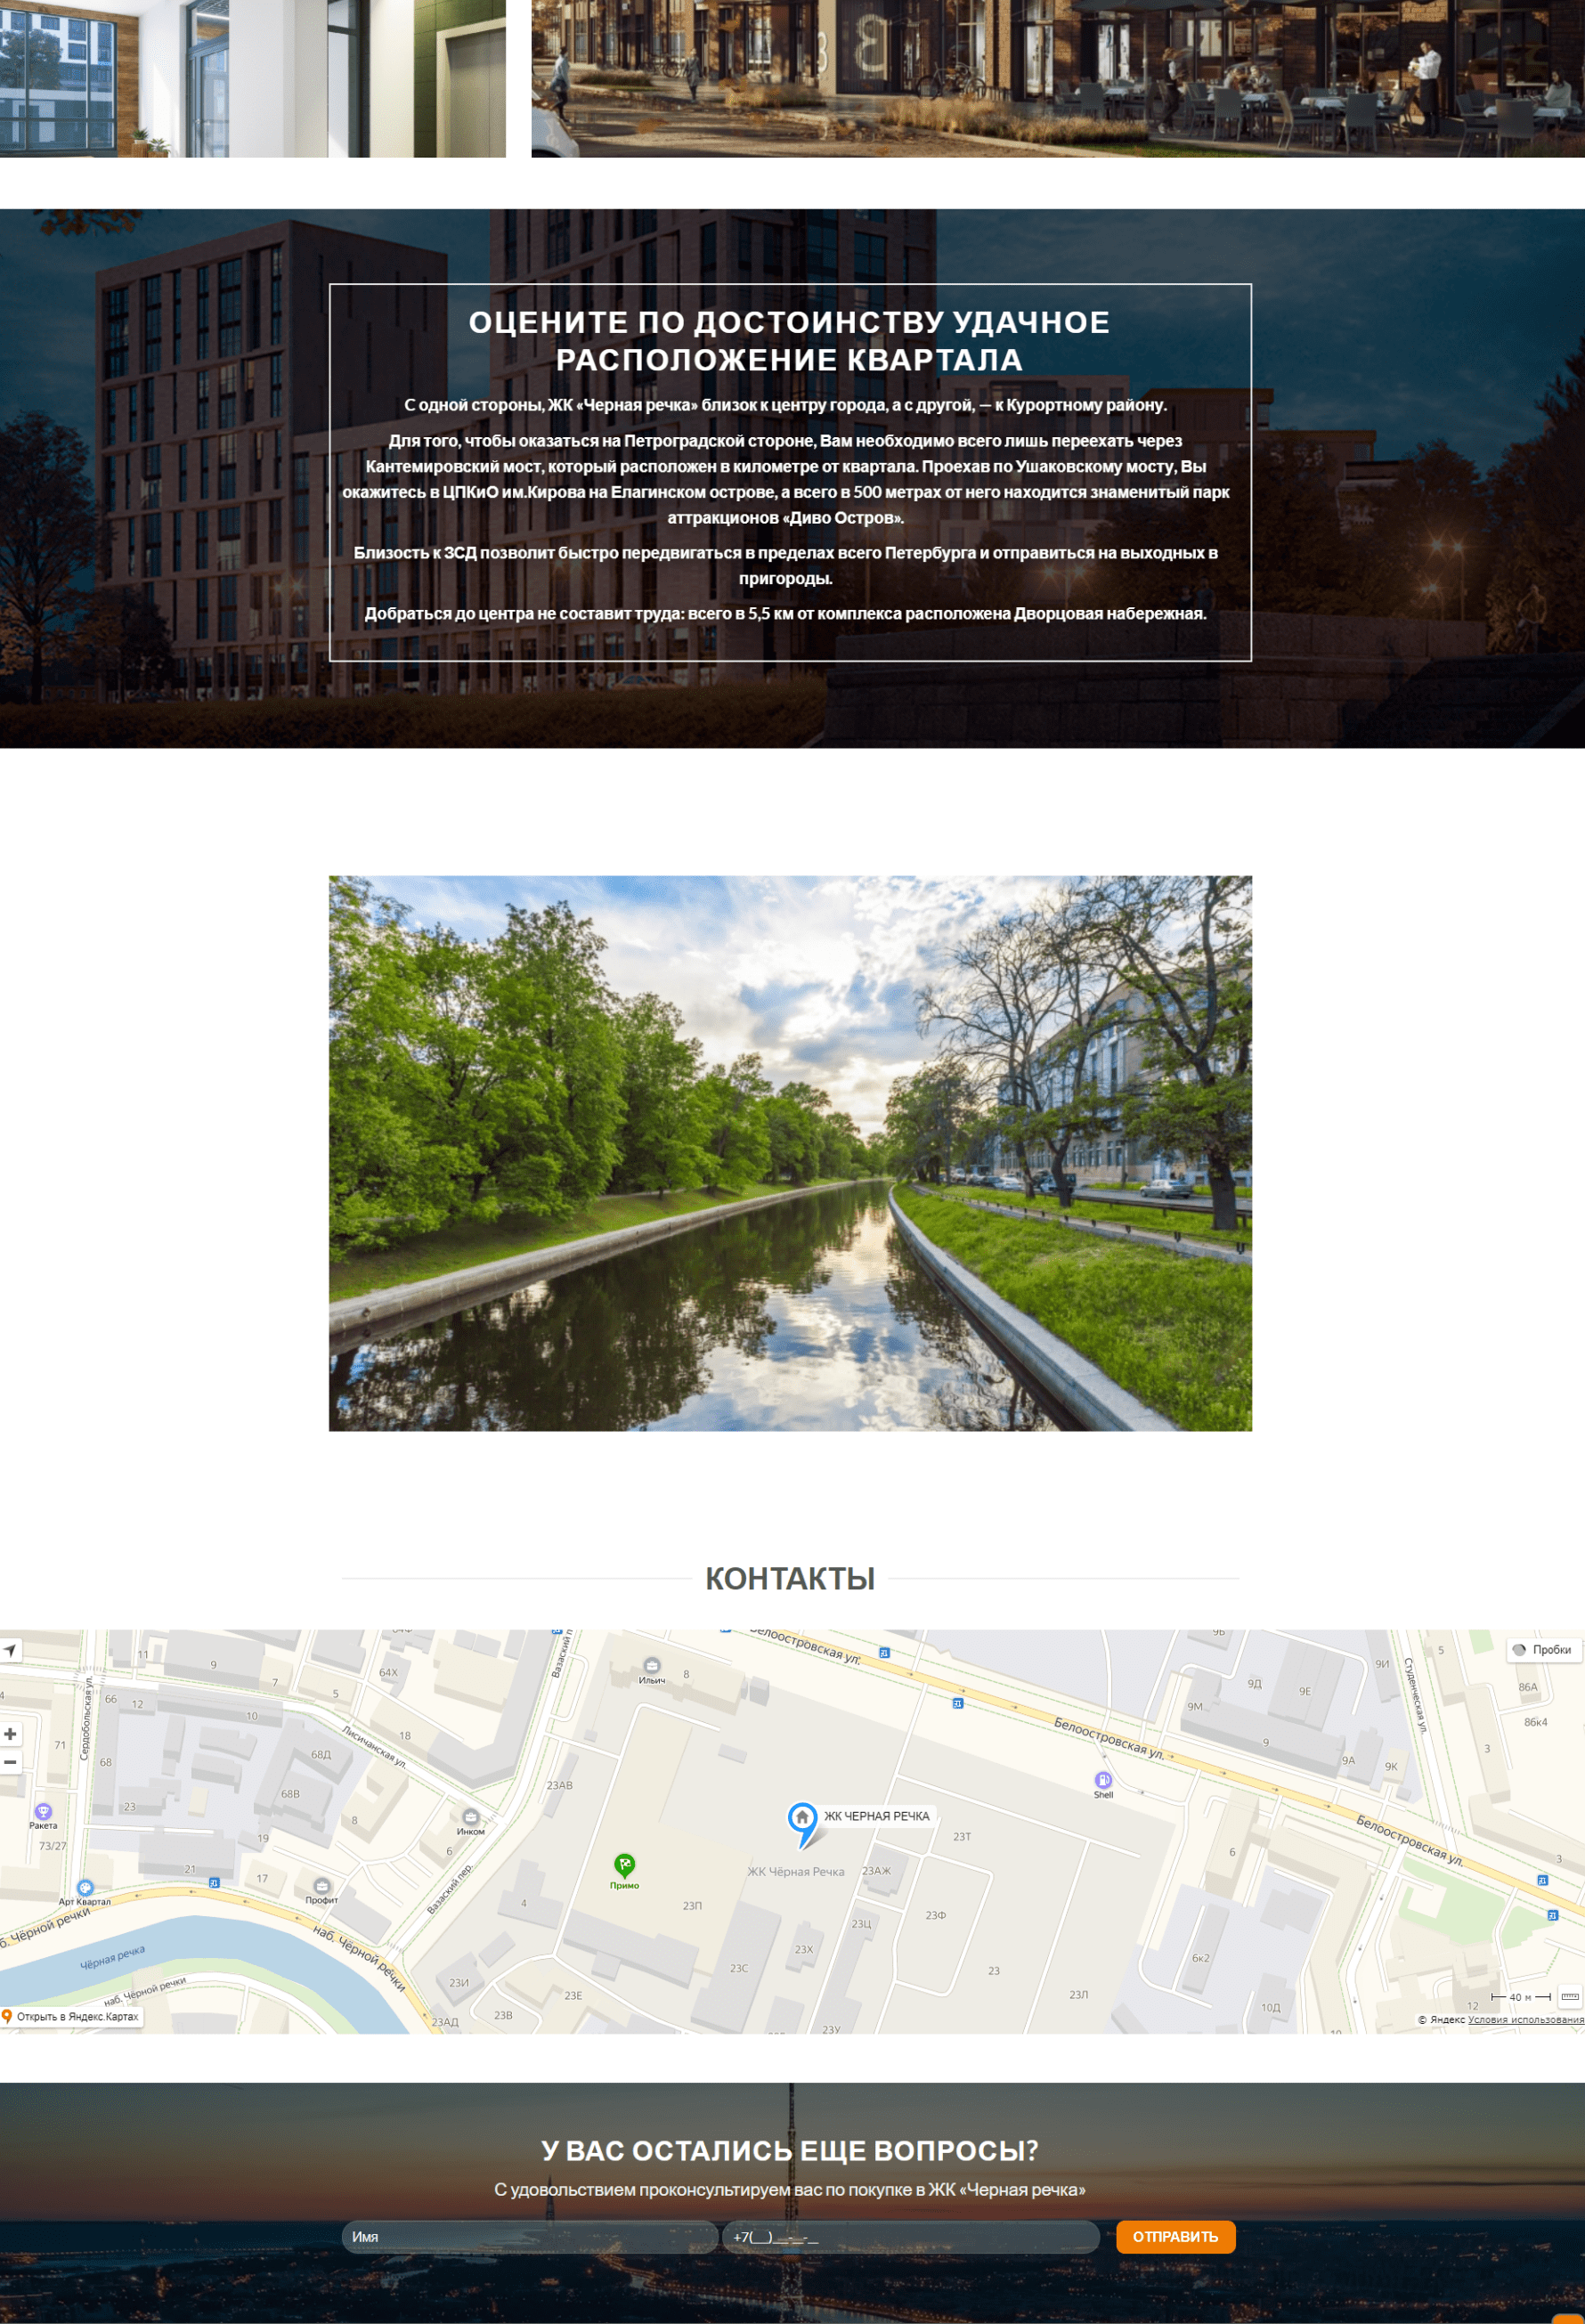 ОЦЕНИТЕ ПО ДОСТОИНСТВУ УДАЧНОЕ
РАСПОЛОЖЕНИЕ КВАРТАЛА
С одной стороны, ЖК «Черная речка» близок к центру города, а с другой, — к Курортному району.
Для того, чтобы оказаться на Петроградской стороне, Вам необходимо всего лишь переехать через
Кантемировский мост, который расположен в километре от квартала. Проехав по Ушаковскому мосту, Вы
окажитесь в ЦПКиО им.Кирова на Елагинском острове, а всего в 500 метрах от него находится знаменитый парк
аттракционов «Диво Остров».
Близость к ЗСД позволит быстро передвигаться в пределах всего Петербурга и отправиться на выходных в
пригороды.
Добраться до центра не составит труда: всего в 5,5 км от комплекса расположена Дворцовая набережная.
КОНТАКТЫ
Белоостровская ул.
9Б
Пробки
11
9
64Х
Вазаский п
Ильич
8
9И
Студенческая ул.
5
7
5
9Д
9Е
86А
Сердобольская ул.
66
12
10
18
9М
86к4
Лисичанская ул.
Белоостровская ул.
71
68
68Д
9
3
23АВ
9А
9К
68В
Shell
23
8
Ракета
ЖК ЧЕРНАЯ РЕЧКА
Инком
19
73/27
23Т
Белоостровская ул.
6
6
3
21
17
Примо
ЖК Чёрная Речка
23АЖ
Арт Квартал
Профит
Вазаский пер.
4
23П
23Ц
23Ф
б. Чёрной речки
наб. Чёрной речки
Чёрная речка
23Х
6к2
23С
23
23И
наб. Чёрной речки
23Е
23Л
40 м
12
10Д
Открыть в Яндекс.Картах
23АД
23В
23У
10
© Яндекс Условия использования
У ВАС ОСТАЛИСЬ ЕЩЕ ВОПРОСЫ?
С удовольствием проконсультируем вас по покупке в ЖК «Черная речка»
Имя
+7(___)___-__-__
ОТПРАВИТЬ